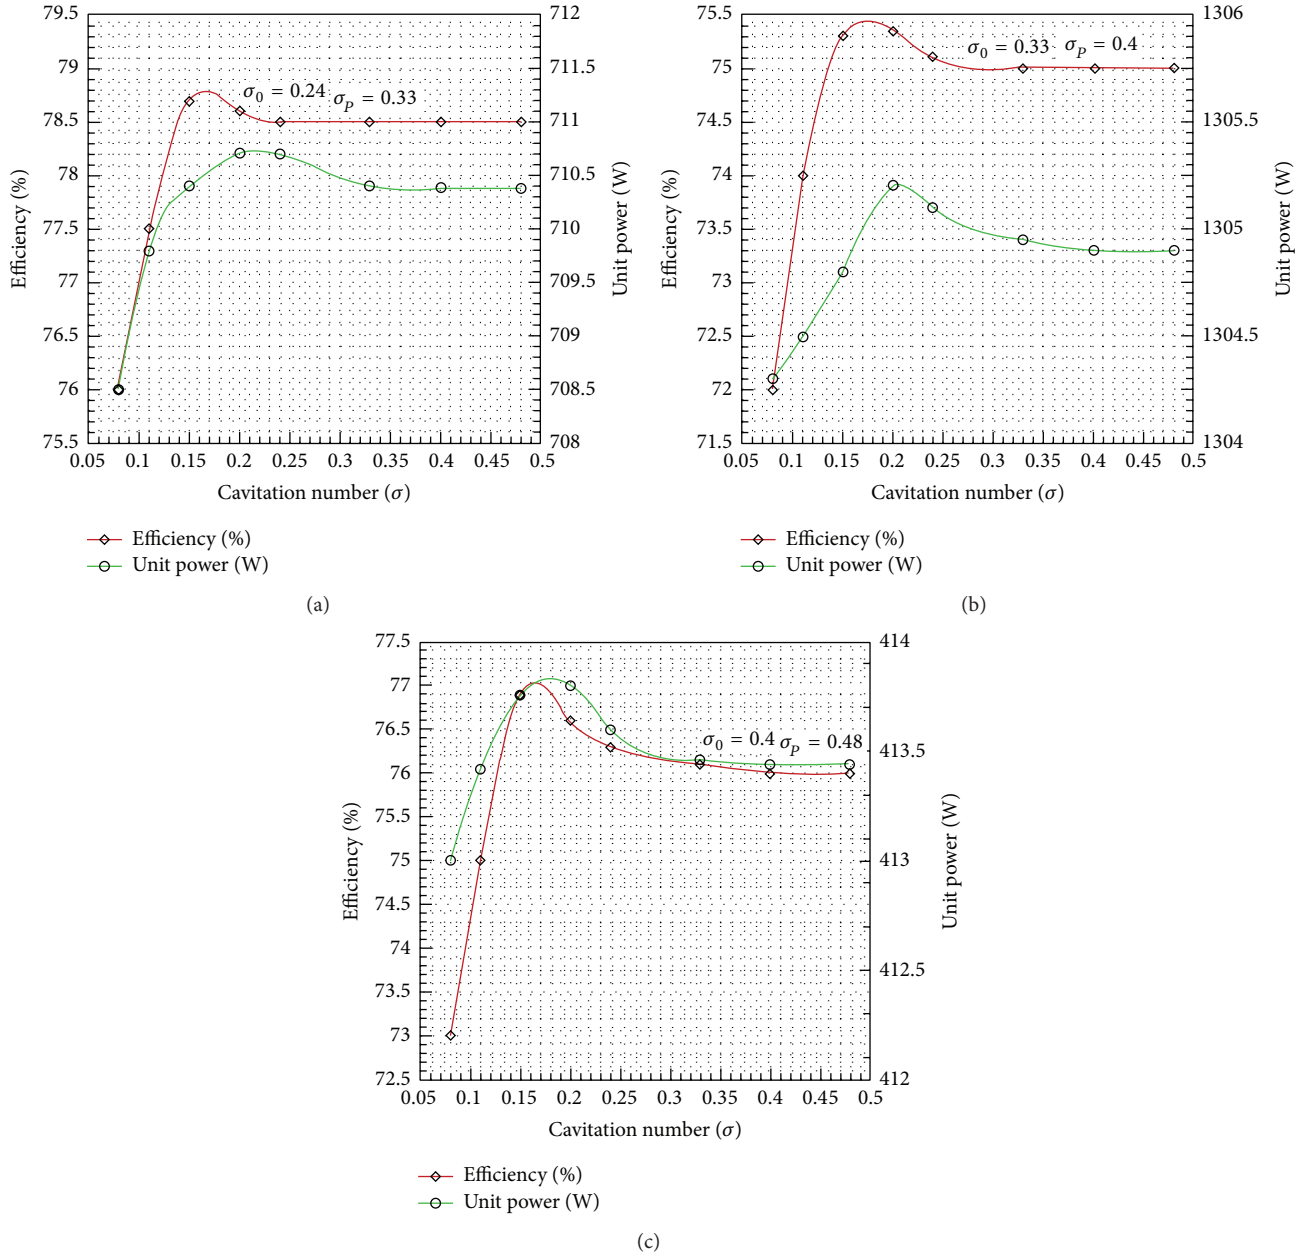 79.5
79
78.5
78
77.5
77
76.5
76
75.5
Efficiency (%)
712
711.5
711
710.5
710
709.5
709
708.5
708
Unit power (W)
σ0 = 0.24 σP = 0.33
0.05 0.1 0.15 0.2 0.25 0.3 0.35 0.4 0.45 0.5
Cavitation number (σ)
Efficiency (%)
Unit power (W)
(a)
75.5
75
74.5
74
73.5
73
72.5
72
71.5
Efficiency (%)
1306
1305.5
1305
1304.5
1304
Unit power (W)
σ0 = 0.33 σP = 0.4
0.05 0.1 0.15 0.2 0.25 0.3 0.35 0.4 0.45 0.5
Cavitation number (σ)
Efficiency (%)
Unit power (W)
(b)
77.5
77
76.5
76
75.5
75
74.5
74
73.5
73
72.5
Efficiency (%)
414
413.5
413
412.5
412
Unit power (W)
σ0 = 0.4 σP = 0.48
0.05 0.1 0.15 0.2 0.25 0.3 0.35 0.4 0.45 0.5
Cavitation number (σ)
Efficiency (%)
Unit power (W)
(c)